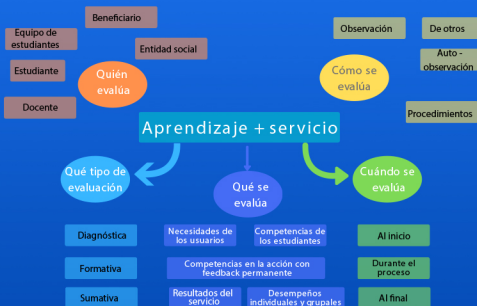 Beneficiario
Equipo de
estudiantes
Entidad social
Estudiante
Docente
Quién
evalúa
Observación
De otros
Auto -
observación
Cómo se
evalúa
Procedimientos
Aprendizaje + servicio
Qué tipo de
evaluación
Qué se
evalúa
Cuándo se
evalúa
Diagnóstica
Necesidades de
los usuarios
Competencias de
los estudiantes
Al inicio
Formativa
Competencias en la acción con
feedback permanente
Durante el
proceso
Sumativa
Resultados del
servicio
Desempeños
individuales y grupales
Al final